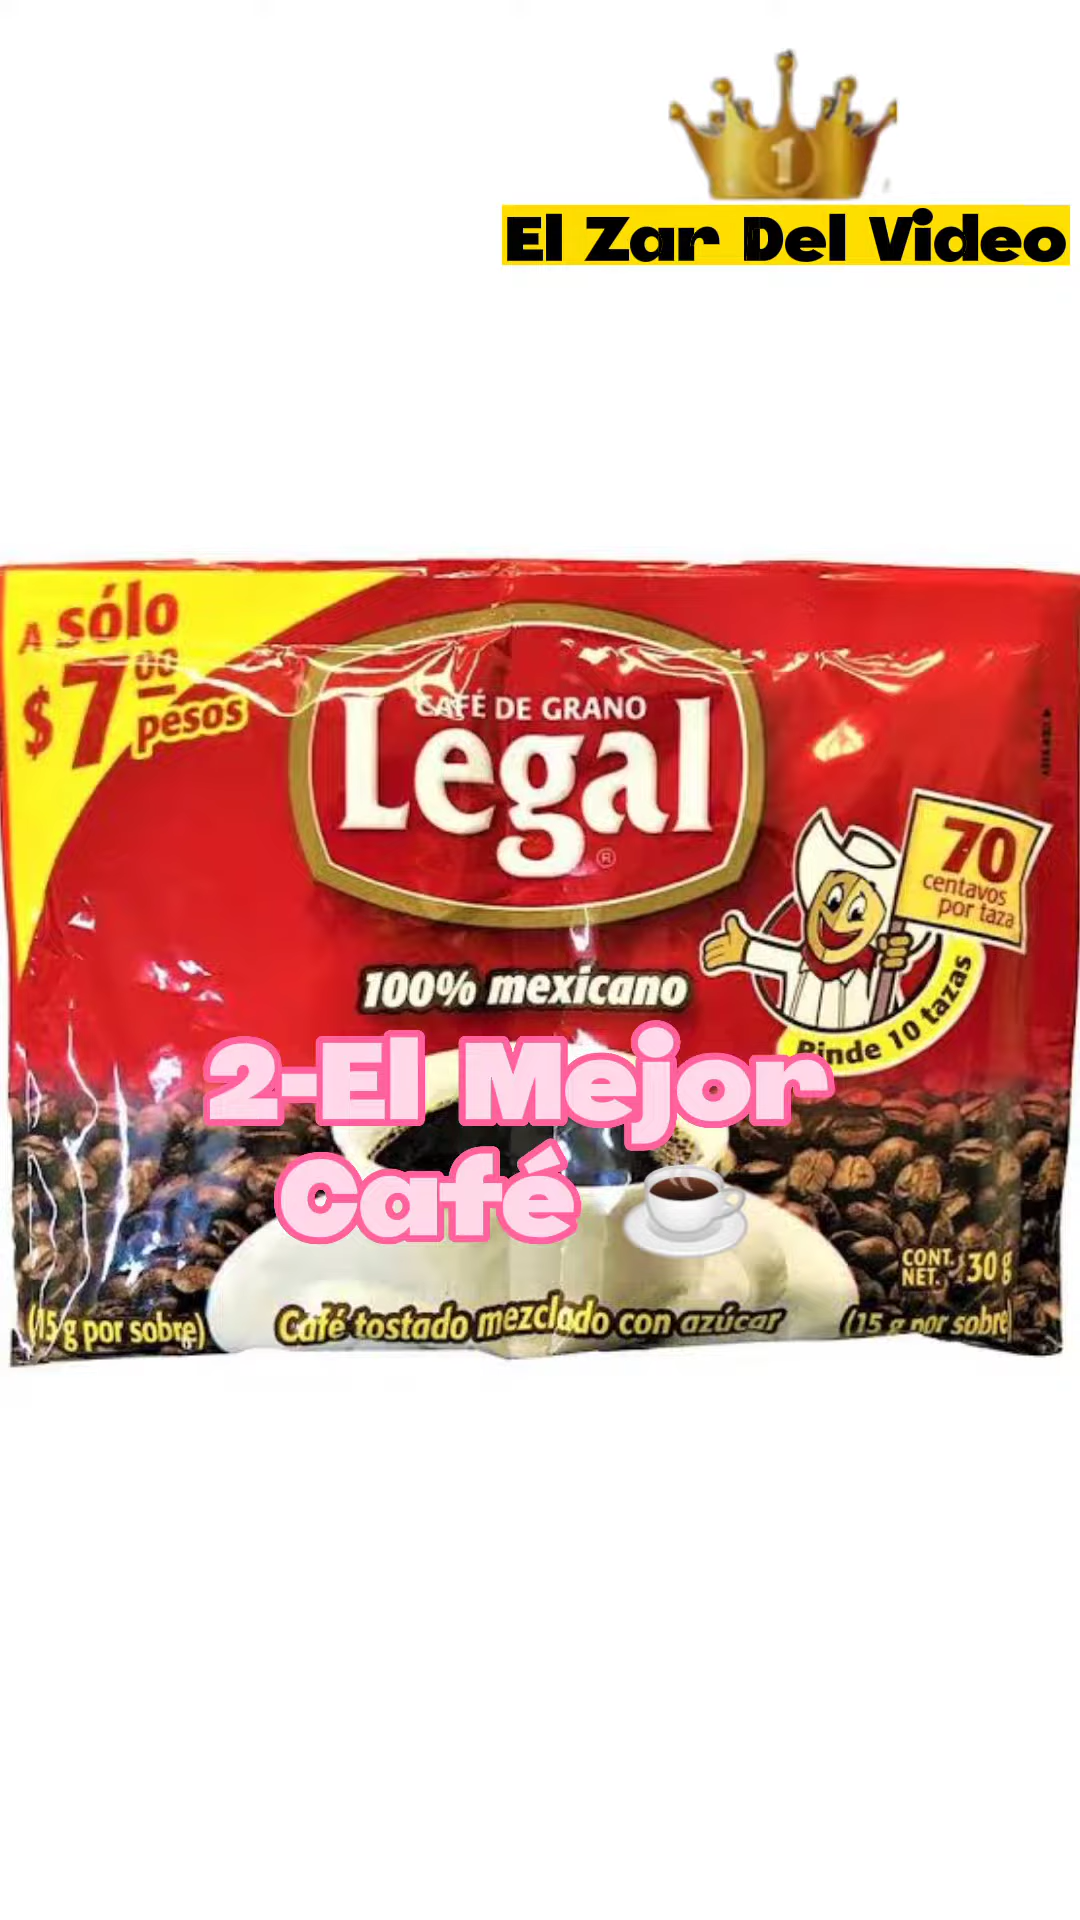 1
El Zar Del Video
A sólo
$7.00
pesos
CAFÉ DE GRANO
Legal
®
70
centavos
por taza
Rinde 10 tazas
100% mexicano
2-El Mejor
Café
CONT.
NET. 30 g
(15 g por sobre)
Café tostado mezclado con azúcar
(15 g por sobre)